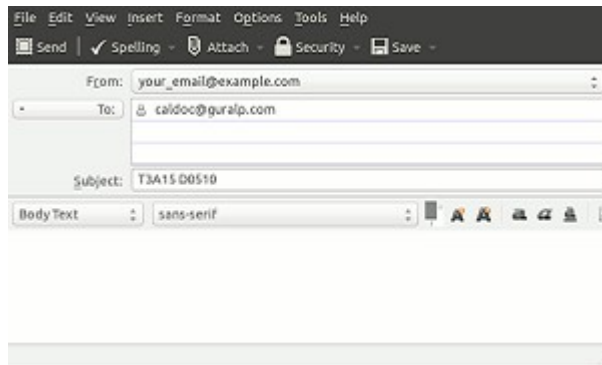 File Edit View Insert Format Options Tools Help
Send Spelling Attach Security Save
From: your_email@example.com
To: caldoc@guralp.com
Subject: T3A15 D0510
Body Text sans-serif